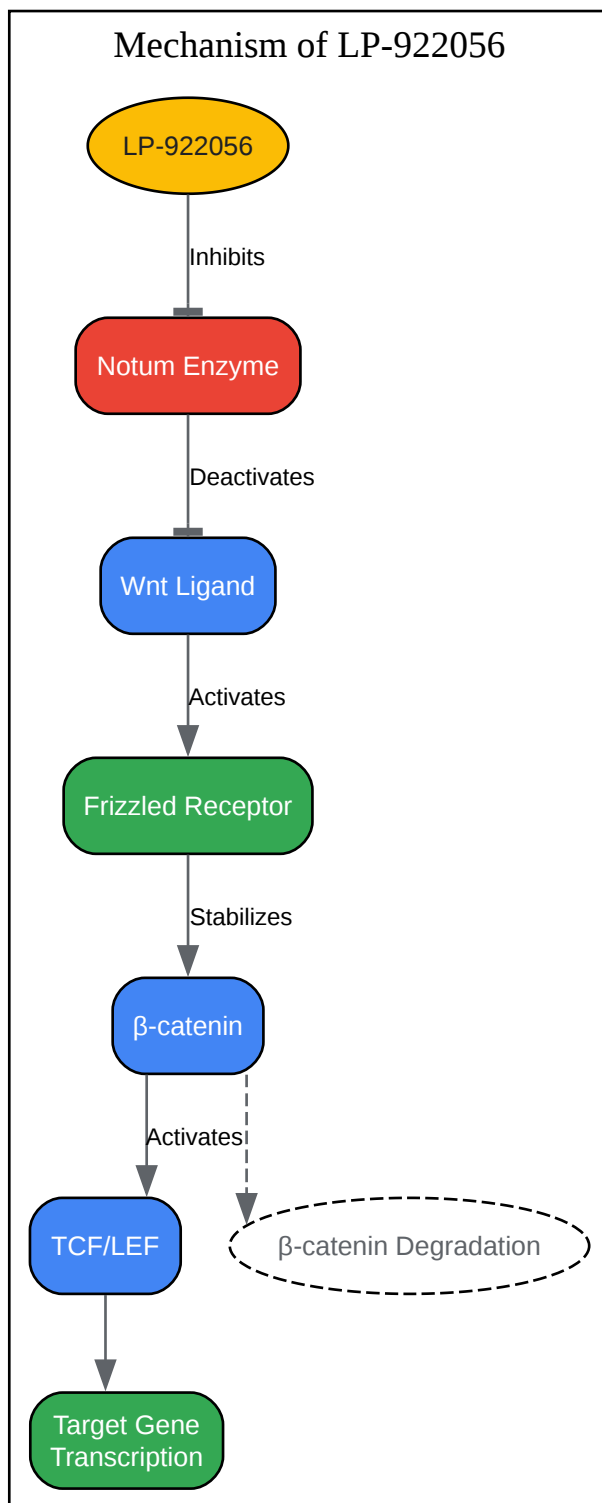 Mechanism of LP-922056
LP-922056
Inhibits
Notum Enzyme
Deactivates
Wnt Ligand
Activates
Frizzled Receptor
Stabilizes
β-catenin
Activates
TCF/LEF
β-catenin Degradation
Target Gene
Transcription